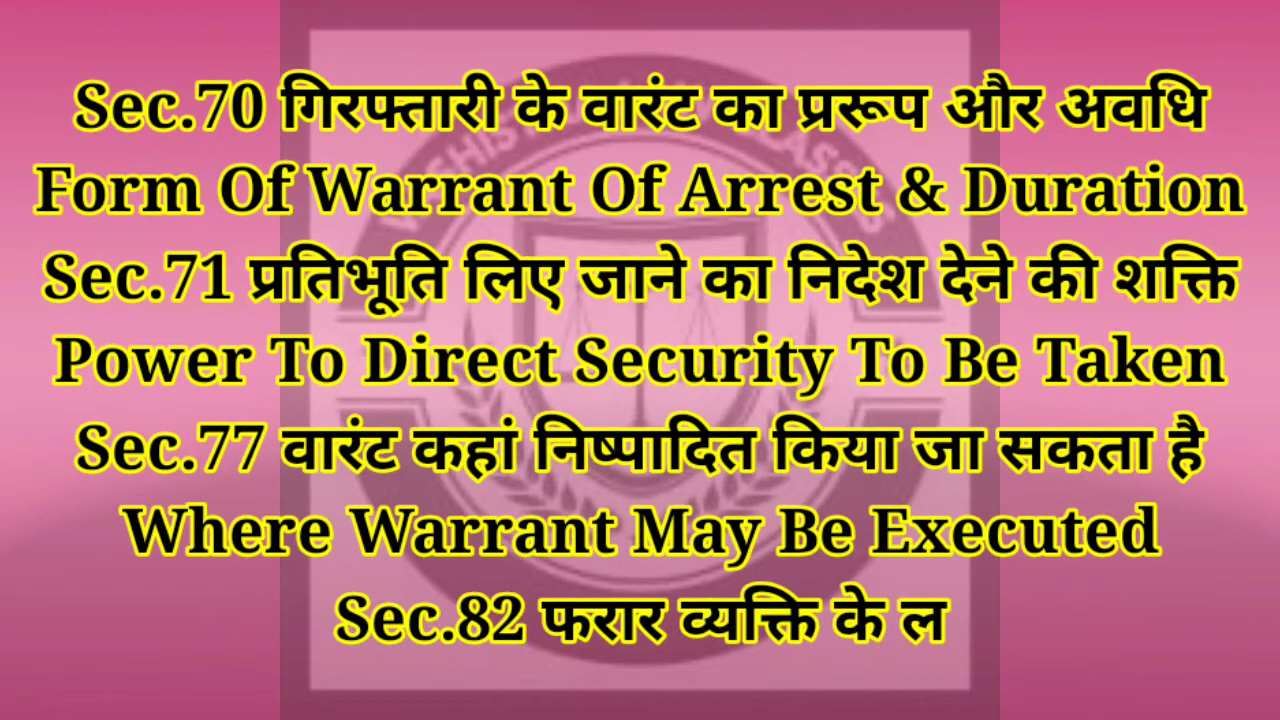 Sec.70 गिरफ्तारी के वारंट का प्ररूप और अवधि
Form Of Warrant Of Arrest & Duration
Sec.71 प्रतिभूति लिए जाने का निदेश देने की शक्ति
Power To Direct Security To Be Taken
Sec.77 वारंट कहां निष्पादित किया जा सकता है
Where Warrant May Be Executed
Sec.82 फरार व्यक्ति के ल